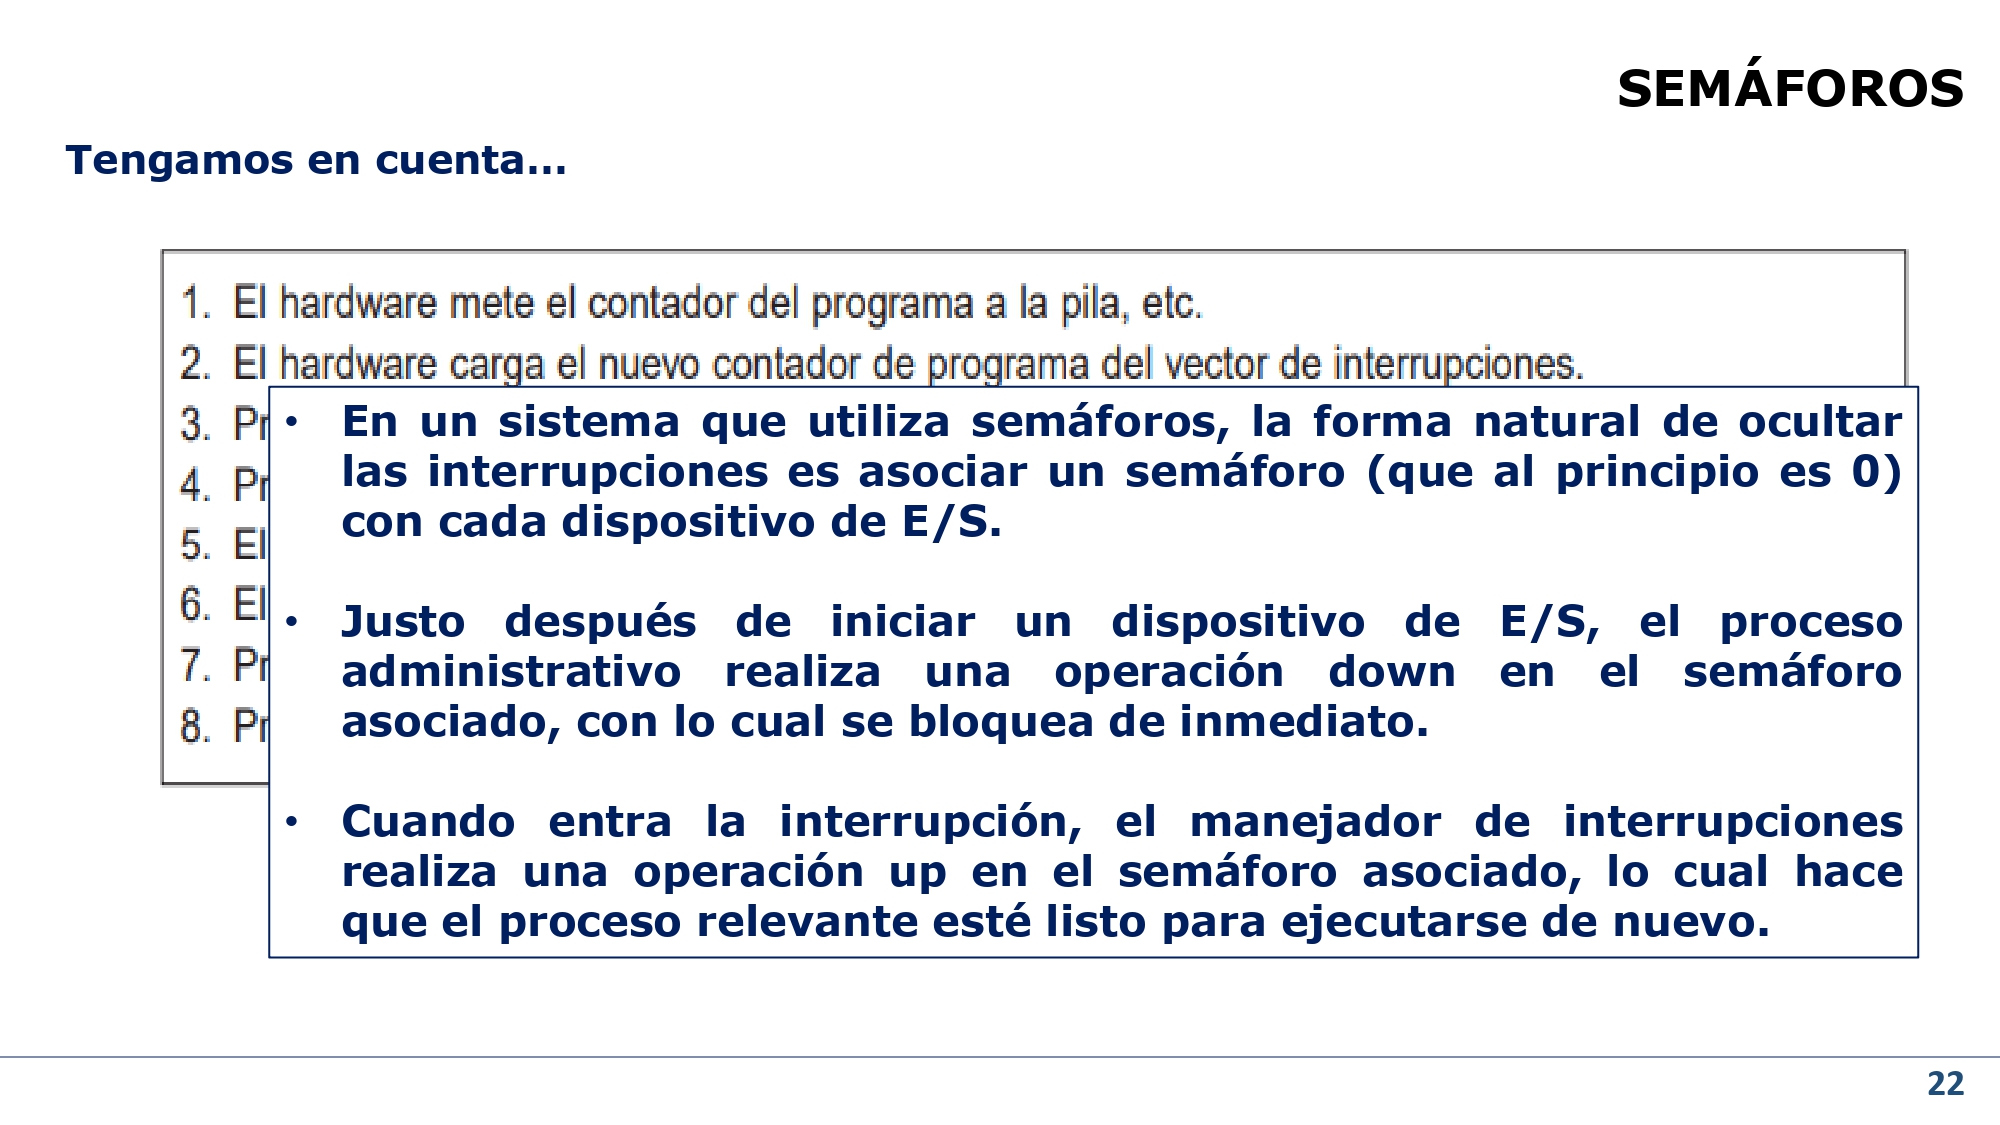 SEMÁFOROS
Tengamos en cuenta...
1. El hardware mete el contador del programa a la pila, etc.
2. El hardware carga el nuevo contador de programa del vector de interrupciones.
3. Pr
4. Pr
5. El
6. El
7. Pr
8. Pr
• En un sistema que utiliza semáforos, la forma natural de ocultar
las interrupciones es asociar un semáforo (que al principio es 0)
con cada dispositivo de E/S.
• Justo después de iniciar un dispositivo de E/S, el proceso
administrativo realiza una operación down en el semáforo
asociado, con lo cual se bloquea de inmediato.
• Cuando entra la interrupción, el manejador de interrupciones
realiza una operación up en el semáforo asociado, lo cual hace
que el proceso relevante esté listo para ejecutarse de nuevo.
22